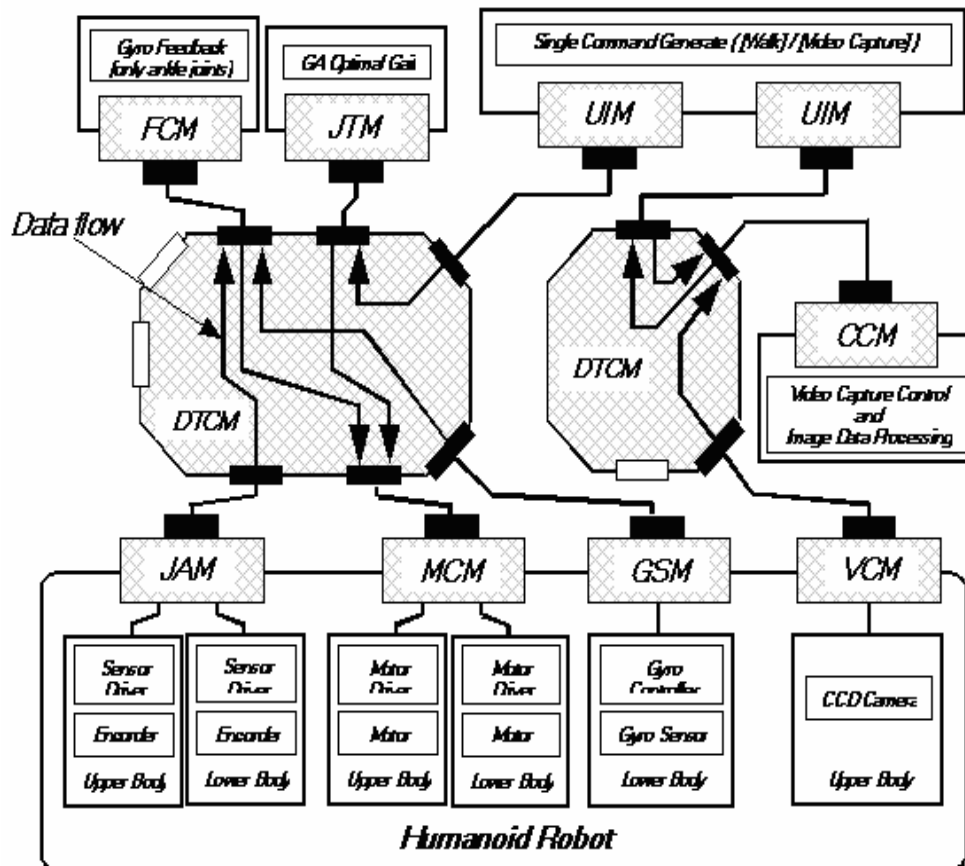 Gyro Feedback
(only ankle joints)
GA Optimal Gait
Single Command Generate ( [Walk] / [Video Capture] )
FCM
JTM
UIM
UIM
Data flow
DTCM
DTCM
CCM
Video Capture Control
and
Image Data Processing
JAM
MCM
GSM
VCM
Sensor
Driver
Encorder
Upper Body
Sensor
Driver
Encorder
Lower Body
Motor
Driver
Motor
Upper Body
Motor
Driver
Motor
Lower Body
Gyro
Controller
Gyro Sensor
Lower Body
CCD Camera
Upper Body
Humanoid Robot